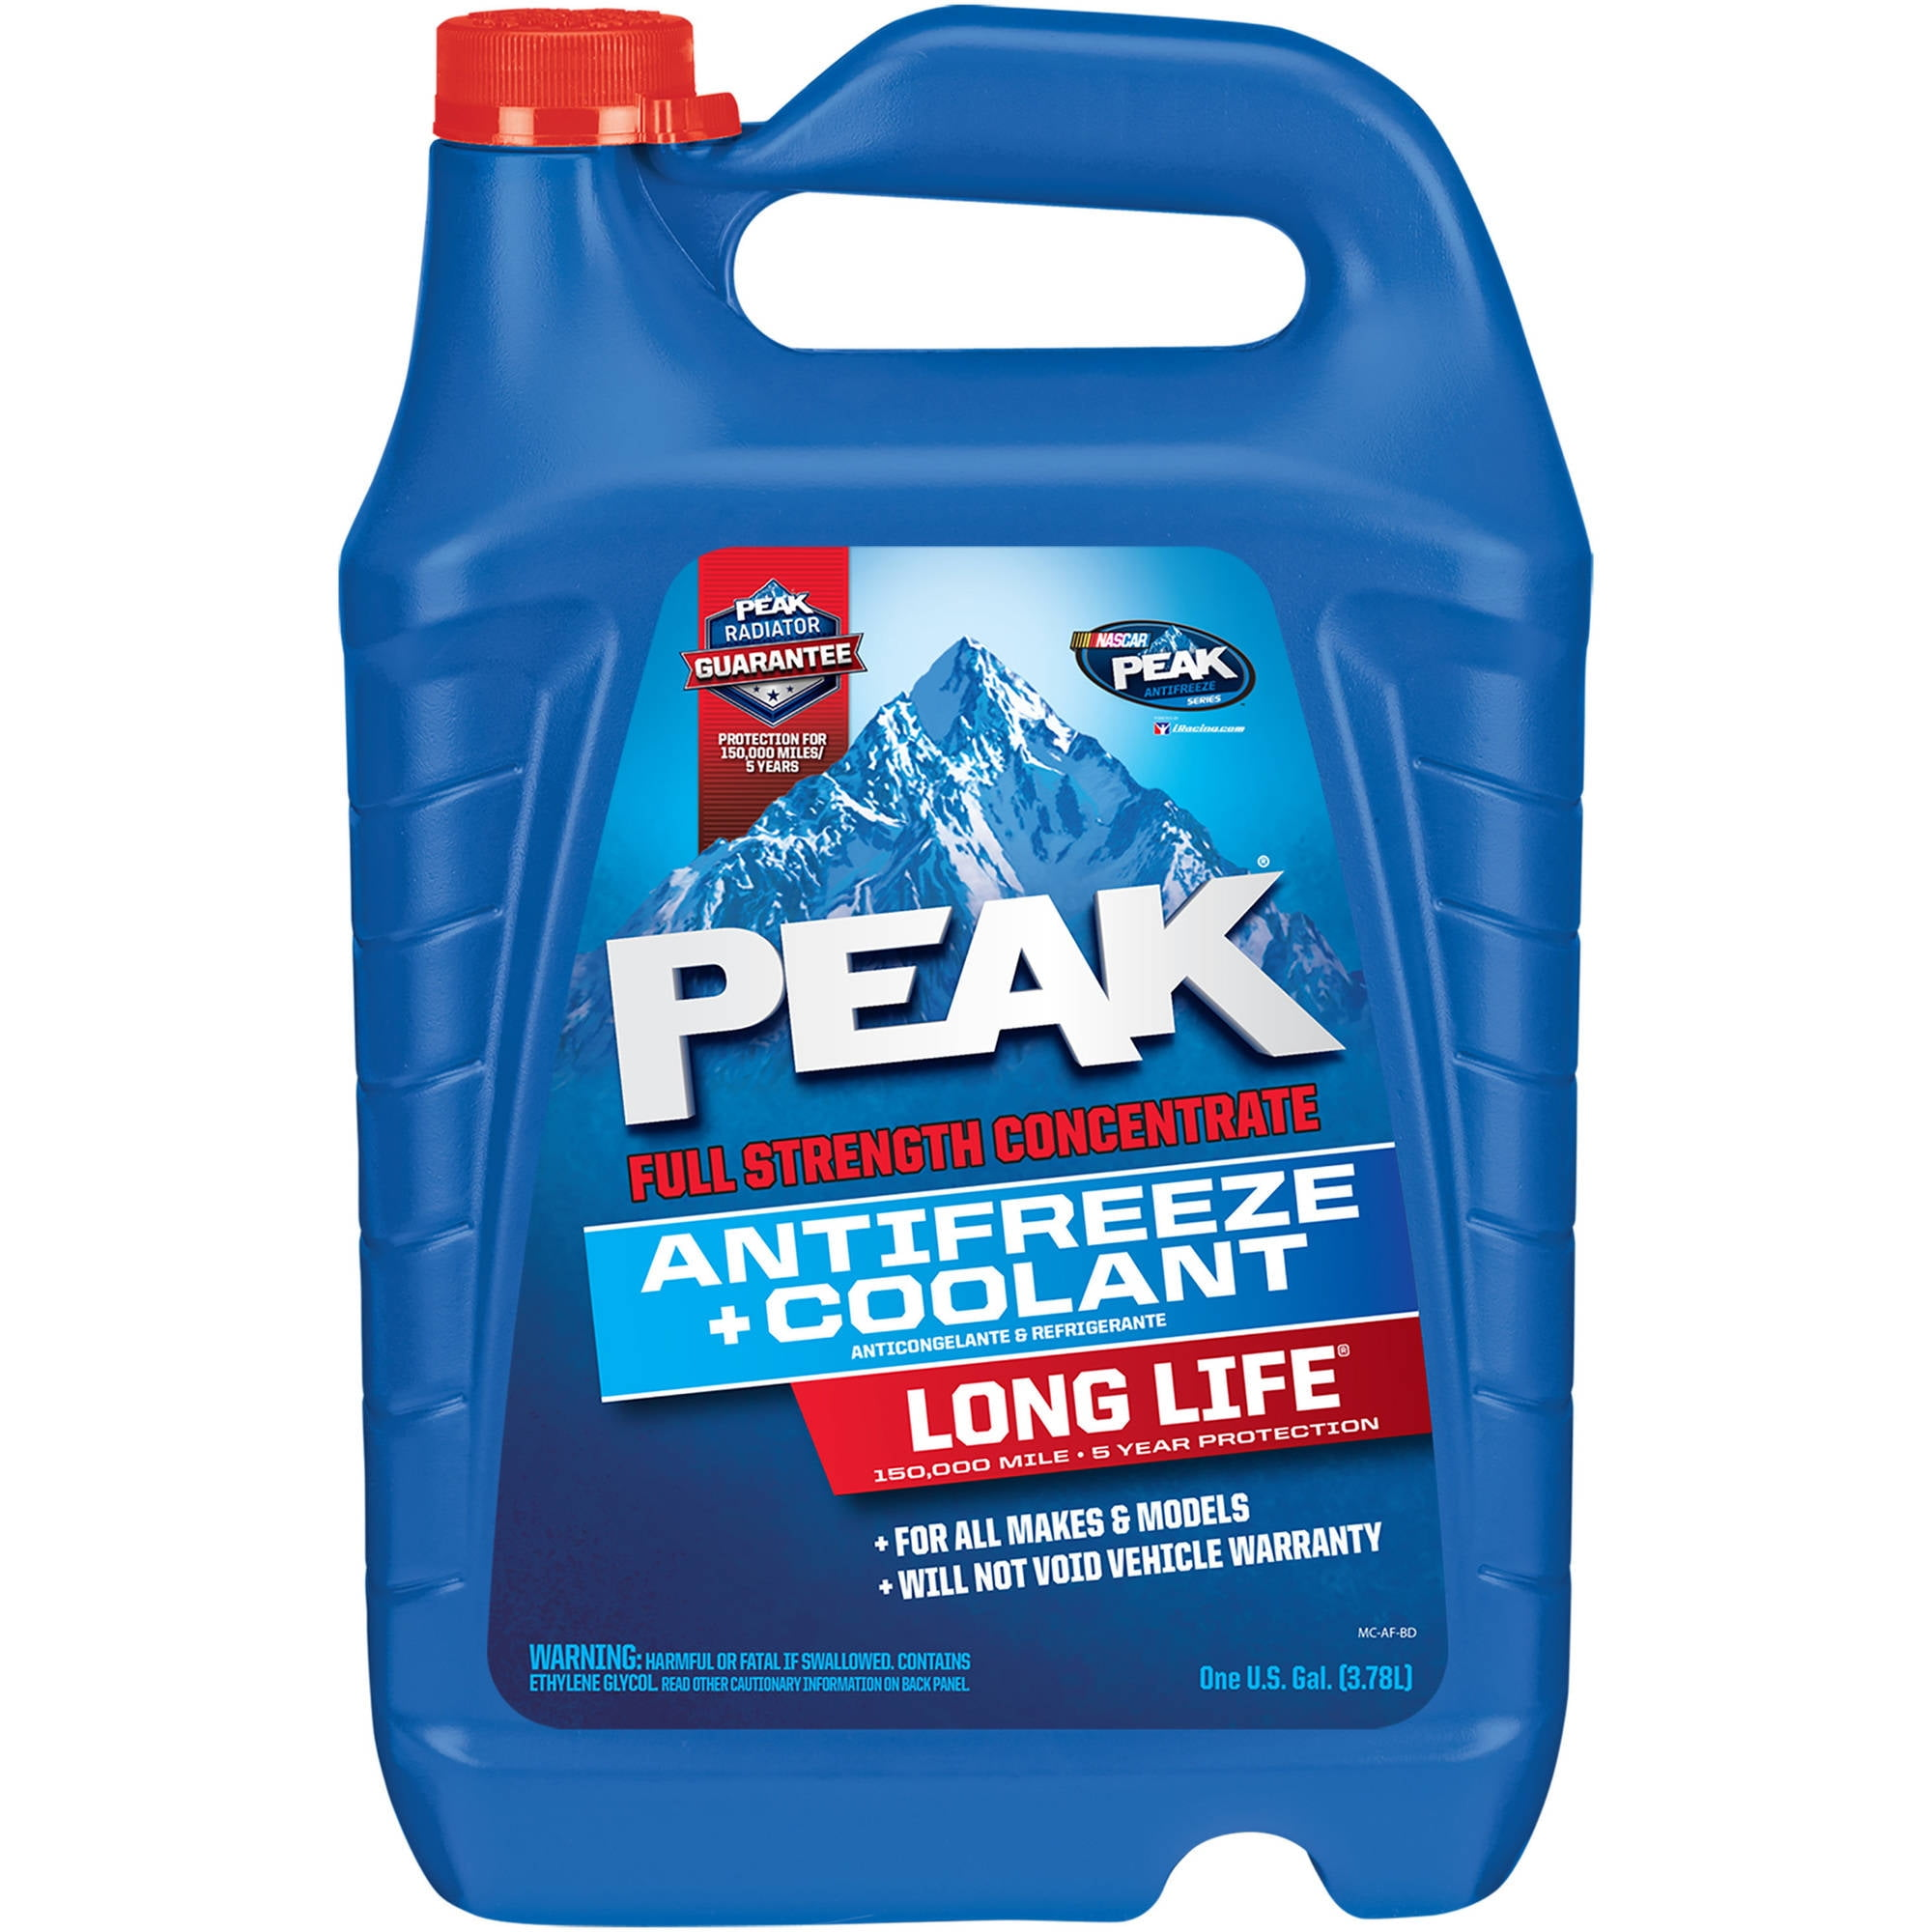 PEAK
RADIATOR
GUARANTEE
PROTECTION FOR
150,000 MILES/
5 YEARS
NASCAR
PEAK
ANTIFREEZE
SERIES
iRacing.com
PEAK®
FULL STRENGTH CONCENTRATE
ANTIFREEZE
+COOLANT
ANTICONGELANTE & REFRIGERANTE
LONG LIFE®
150,000 MILE • 5 YEAR PROTECTION
+ FOR ALL MAKES & MODELS
+ WILL NOT VOID VEHICLE WARRANTY
MC-AF-BD
WARNING: HARMFUL OR FATAL IF SWALLOWED. CONTAINS
ETHYLENE GLYCOL. READ OTHER CAUTIONARY INFORMATION ON BACK PANEL.
One U.S. Gal. (3.78L)